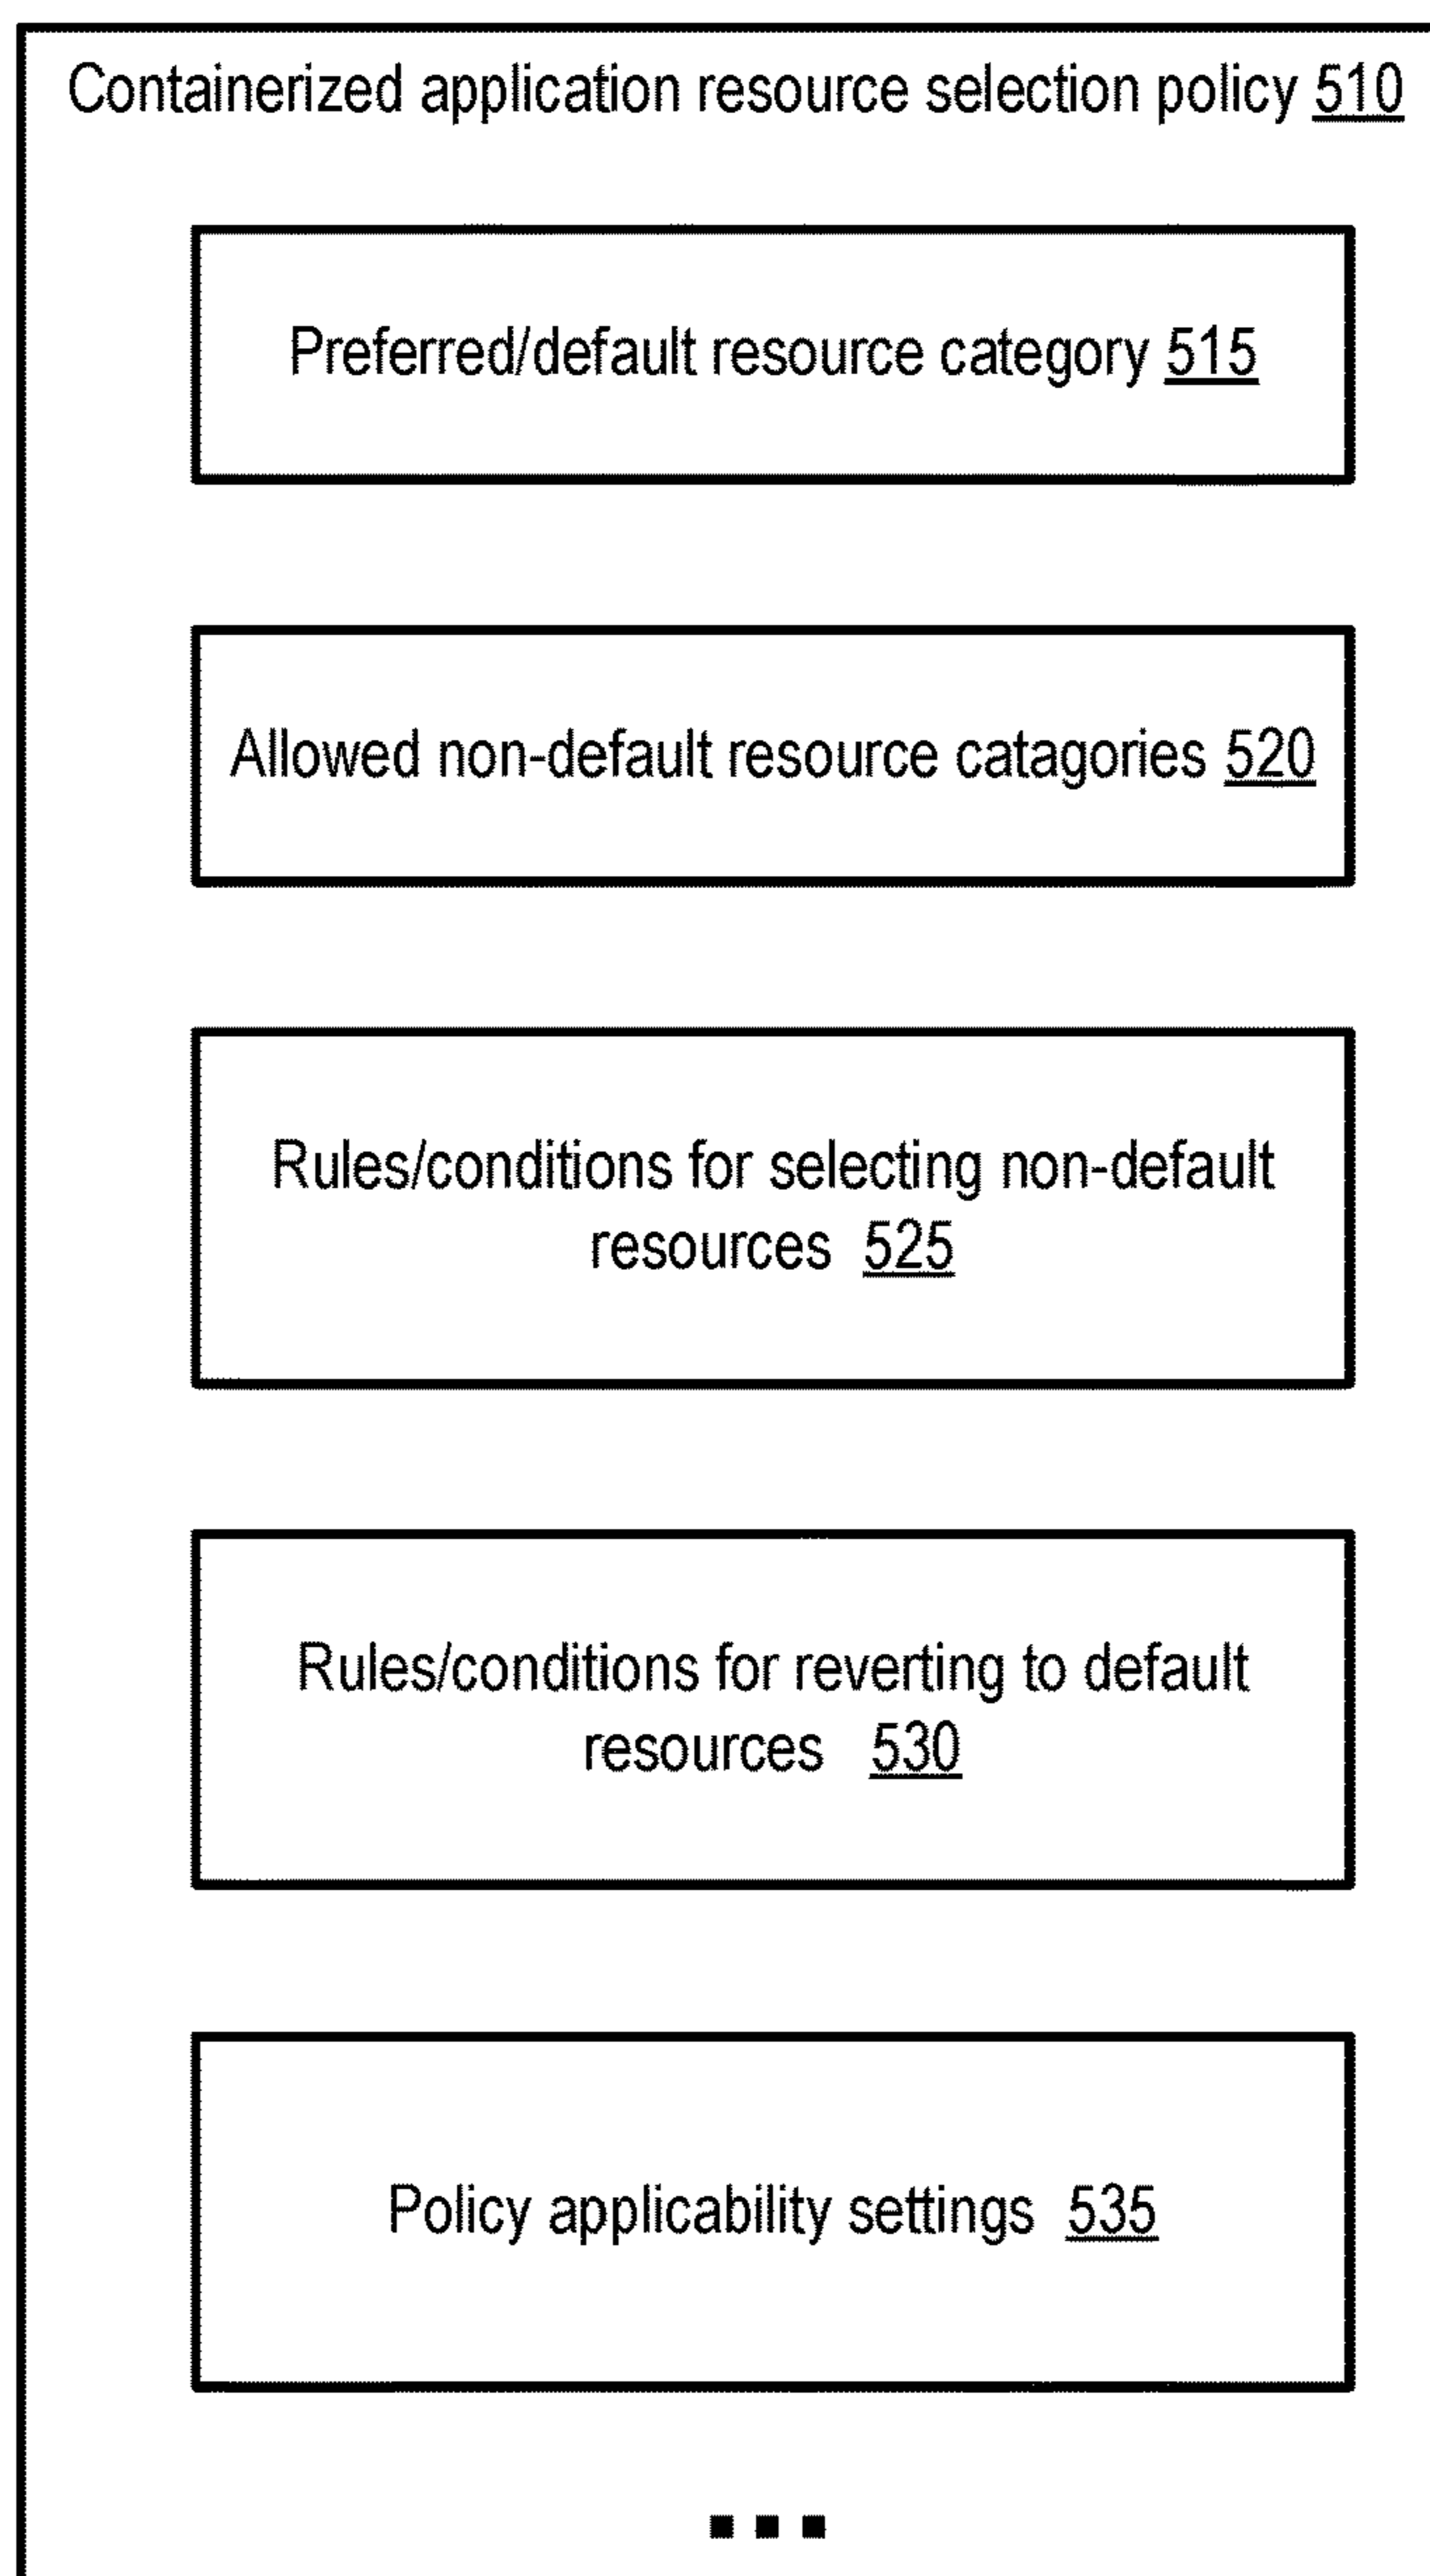 Containerized application resource selection policy 510
Preferred/default resource category 515
Allowed non-default resource catagories 520
Rules/conditions for selecting non-default
resources 525
Rules/conditions for reverting to default
resources 530
Policy applicability settings 535
...